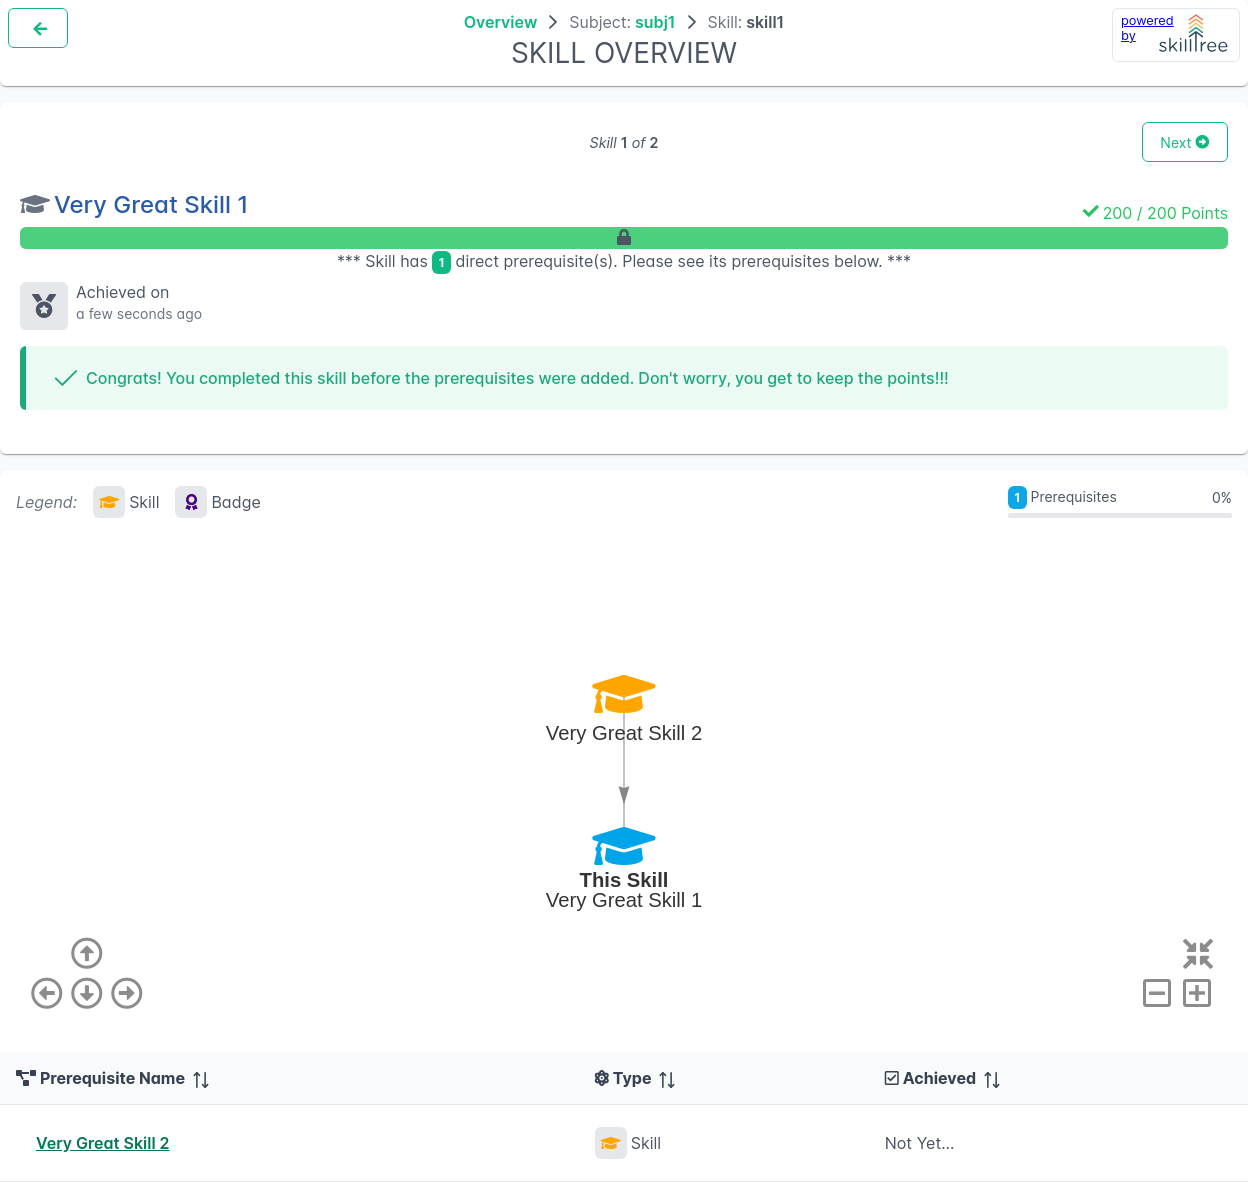 Overview > Subject: subj1 > Skill: skill1
SKILL OVERVIEW
powered
by
skilltree
Skill 1 of 2
Next
Very Great Skill 1
200 / 200 Points
*** Skill has 1 direct prerequisite(s). Please see its prerequisites below. ***
Achieved on
a few seconds ago
Congrats! You completed this skill before the prerequisites were added. Don't worry, you get to keep the points!!!
Legend: Skill Badge
1 Prerequisites 0%
Very Great Skill 2
This Skill
Very Great Skill 1
Prerequisite Name Type Achieved
Very Great Skill 2 Skill Not Yet...